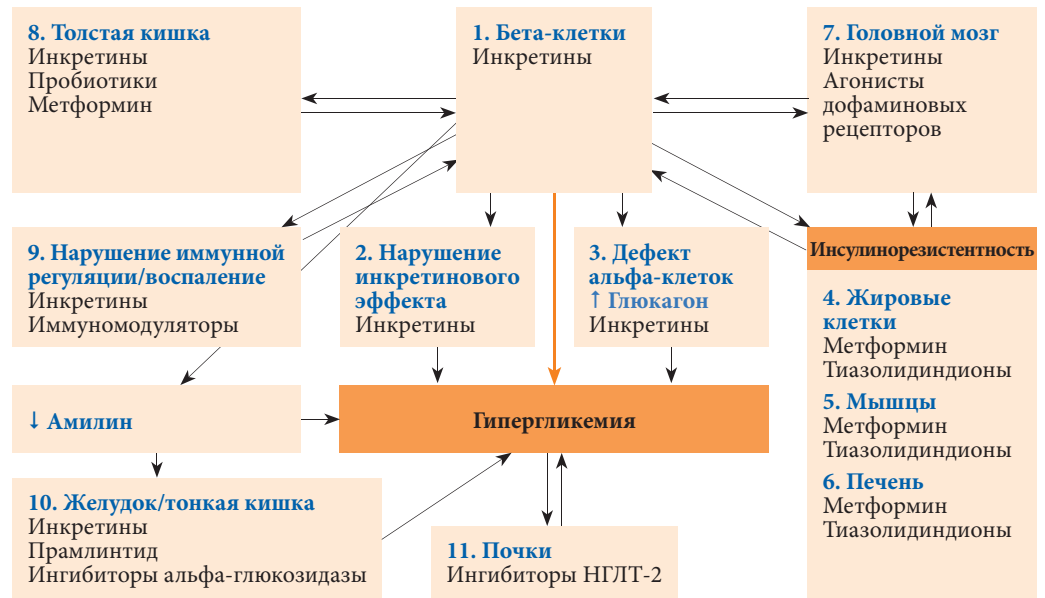 8. Толстая кишка
Инкретины
Пробиотики
Метформин
1. Бета-клетки
Инкретины
7. Головной мозг
Инкретины
Агонисты
дофаминовых
рецепторов
9. Нарушение иммунной
регуляции/воспаление
Инкретины
Иммуномодуляторы
2. Нарушение
инкретинового
эффекта
Инкретины
3. Дефект
альфа-клеток
↑ Глюкагон
Инкретины
Инсулинорезистентность
4. Жировые
клетки
Метформин
Тиазолидиндионы
5. Мышцы
Метформин
Тиазолидиндионы
6. Печень
Метформин
Тиазолидиндионы
↓ Амилин
Гипергликемия
10. Желудок/тонкая кишка
Инкретины
Прамлинтид
Ингибиторы альфа-глюкозидазы
11. Почки
Ингибиторы НГЛТ-2